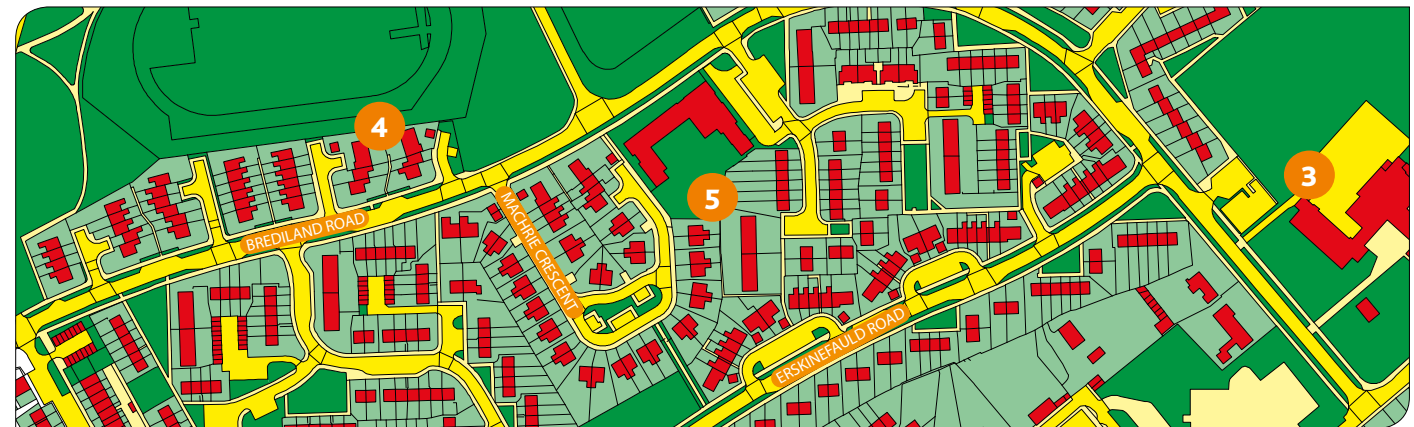 4
3
5
BREDILAND ROAD
MACHRIE CRESCENT
ERSKINEFAULD ROAD